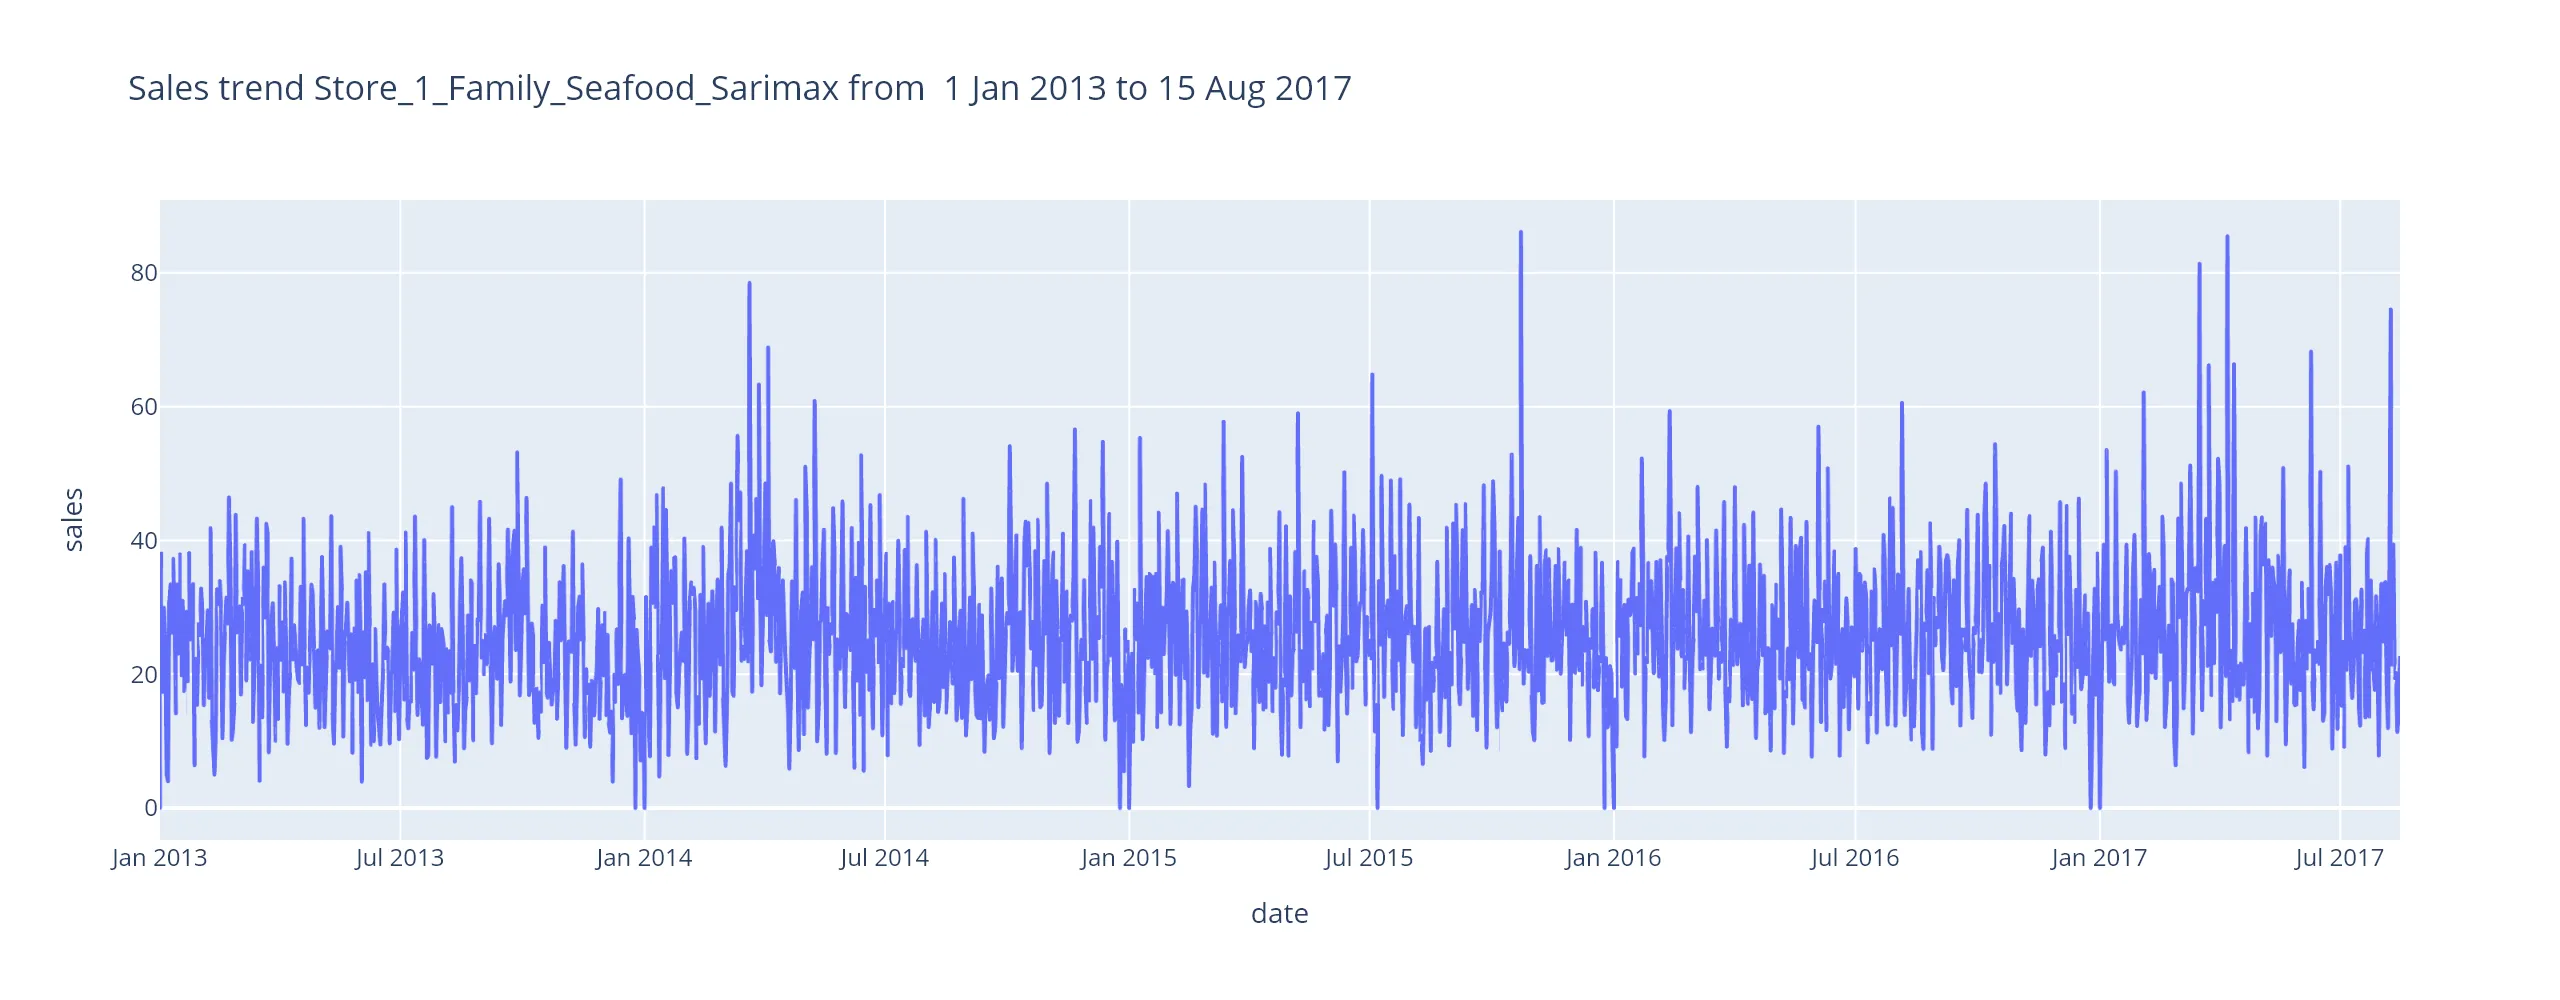 Sales trend Store_1_Family_Seafood_Sarimax from  1 Jan 2013 to 15 Aug 2017
80
60
40
20
0
sales
Jan 2013 Jul 2013 Jan 2014 Jul 2014 Jan 2015 Jul 2015 Jan 2016 Jul 2016 Jan 2017 Jul 2017
date